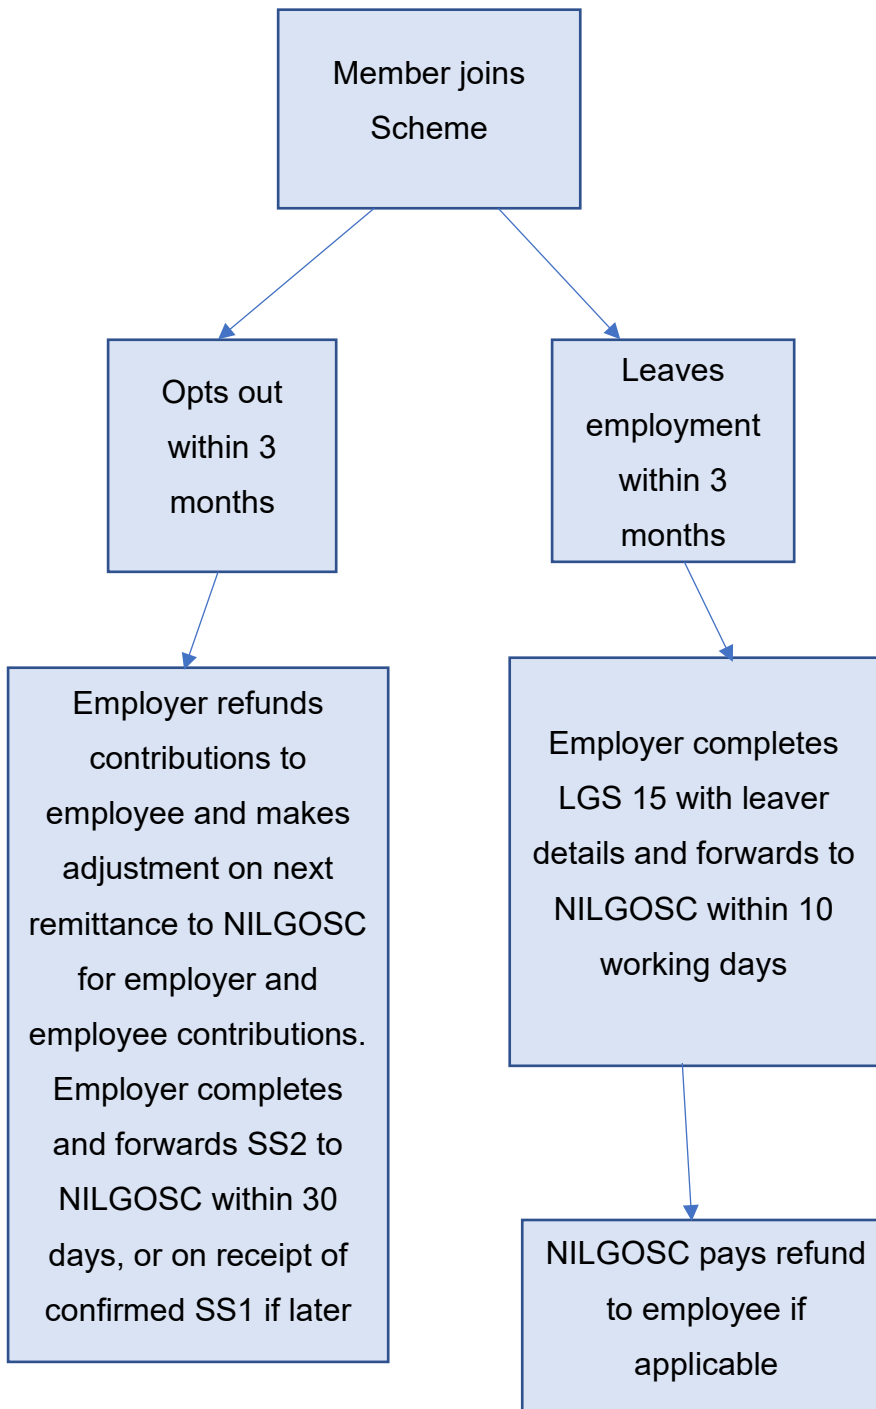 Member joins
Scheme
Opts out
within 3
months
Leaves
employment
within 3
months
Employer refunds
contributions to
employee and makes
adjustment on next
remittance to NILGOSC
for employer and
employee contributions.
Employer completes
and forwards SS2 to
NILGOSC within 30
days, or on receipt of
confirmed SS1 if later
Employer completes
LGS 15 with leaver
details and forwards to
NILGOSC within 10
working days
NILGOSC pays refund
to employee if
applicable